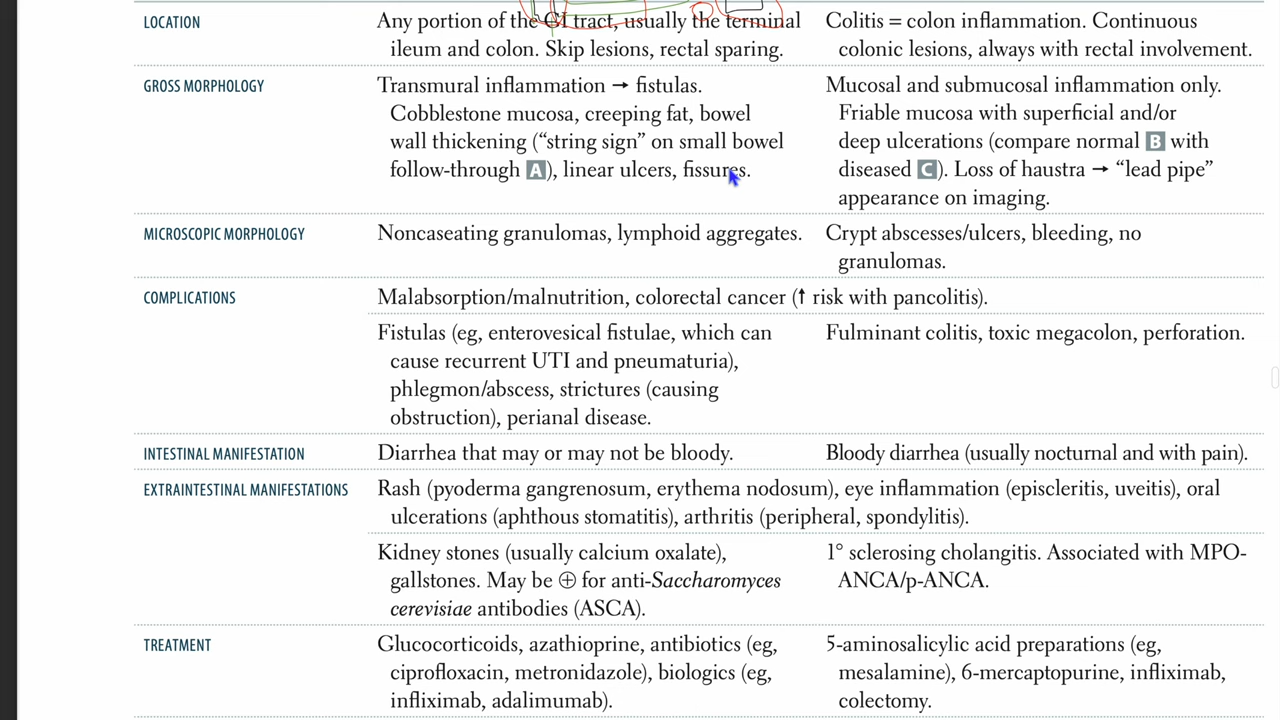 LOCATION
Any portion of the GI tract, usually the terminal
ileum and colon. Skip lesions, rectal sparing.
Colitis = colon inflammation. Continuous
colonic lesions, always with rectal involvement.
GROSS MORPHOLOGY
Transmural inflammation → fistulas.
Cobblestone mucosa, creeping fat, bowel
wall thickening (“string sign” on small bowel
follow-through A), linear ulcers, fissures.
Mucosal and submucosal inflammation only.
Friable mucosa with superficial and/or
deep ulcerations (compare normal B with
diseased C). Loss of haustra → “lead pipe”
appearance on imaging.
MICROSCOPIC MORPHOLOGY
Noncaseating granulomas, lymphoid aggregates.
Crypt abscesses/ulcers, bleeding, no
granulomas.
COMPLICATIONS
Malabsorption/malnutrition, colorectal cancer (↑ risk with pancolitis).
Fistulas (eg, enterovesical fistulae, which can
cause recurrent UTI and pneumaturia),
phlegmon/abscess, strictures (causing
obstruction), perianal disease.
Fulminant colitis, toxic megacolon, perforation.
INTESTINAL MANIFESTATION
Diarrhea that may or may not be bloody.
Bloody diarrhea (usually nocturnal and with pain).
EXTRAINTESTINAL MANIFESTATIONS
Rash (pyoderma gangrenosum, erythema nodosum), eye inflammation (episcleritis, uveitis), oral
ulcerations (aphthous stomatitis), arthritis (peripheral, spondylitis).
Kidney stones (usually calcium oxalate),
gallstones. May be ⊕ for anti-Saccharomyces
cerevisiae antibodies (ASCA).
1° sclerosing cholangitis. Associated with MPO-
ANCA/p-ANCA.
TREATMENT
Glucocorticoids, azathioprine, antibiotics (eg,
ciprofloxacin, metronidazole), biologics (eg,
infliximab, adalimumab).
5-aminosalicylic acid preparations (eg,
mesalamine), 6-mercaptopurine, infliximab,
colectomy.